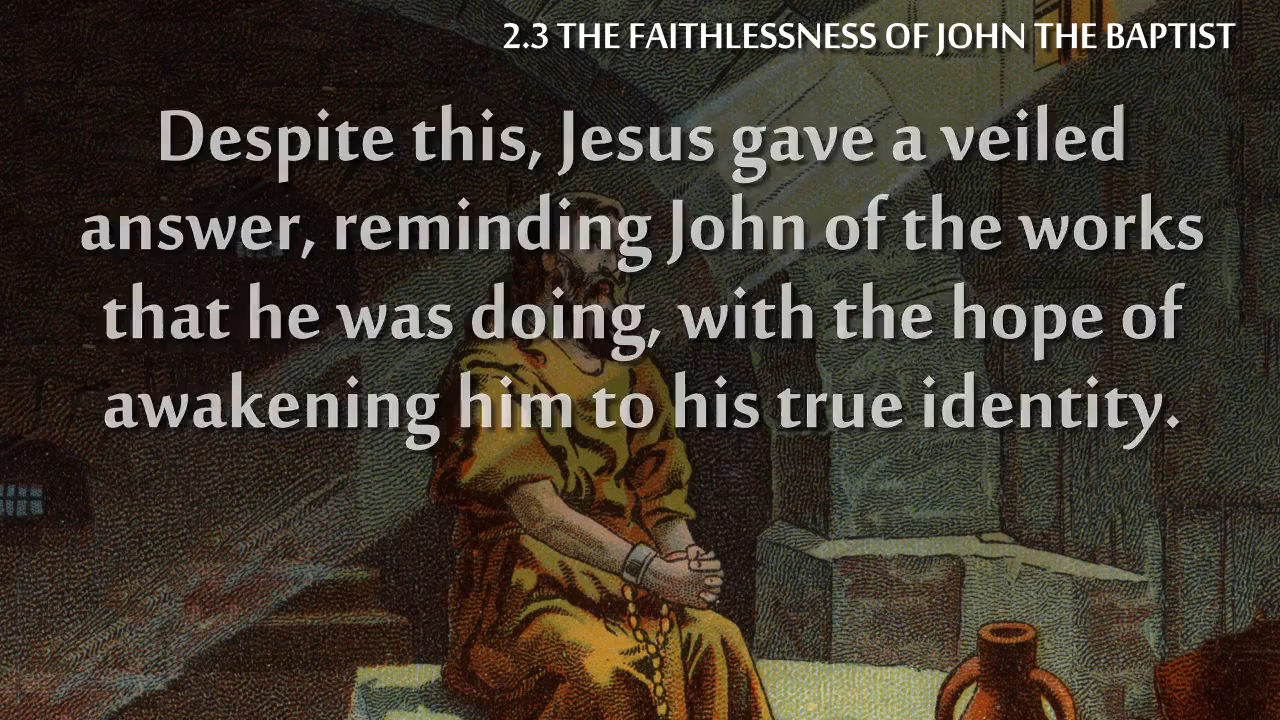 2.3 THE FAITHLESSNESS OF JOHN THE BAPTIST
Despite this, Jesus gave a veiled
answer, reminding John of the works
that he was doing, with the hope of
awakening him to his true identity.